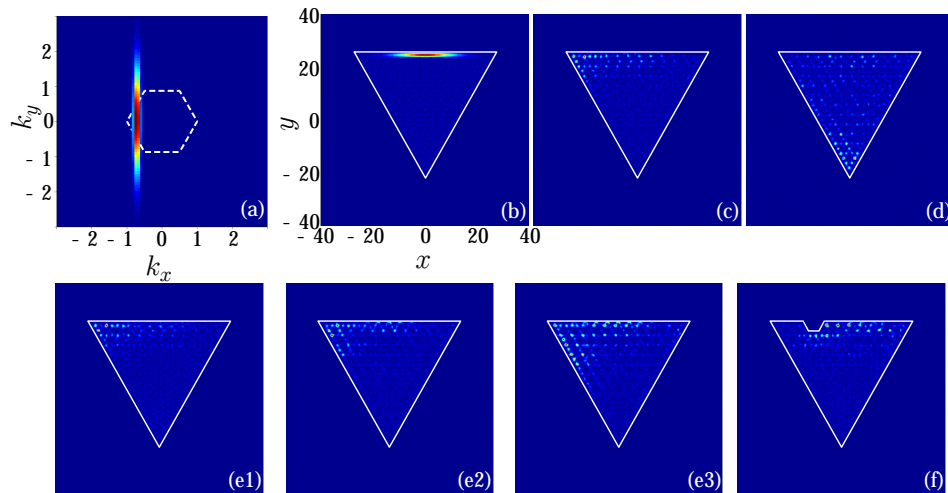 2
1
0
- 1
- 2
k_y
(a)
- 2 - 1 0 1 2
k_x
40
20
0
- 20
- 40
y
(b)
- 40 - 20 0 20 40
x
(c)
(d)
(e1)
(e2)
(e3)
(f)